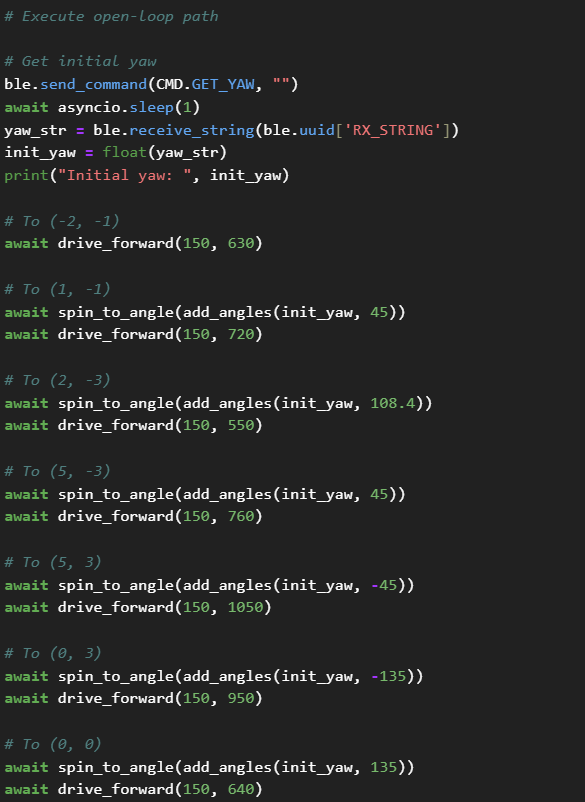 # Execute open-loop path
# Get initial yaw
ble.send_command(CMD.GET_YAW, "")
await asyncio.sleep(1)
yaw_str = ble.receive_string(ble.uuid['RX_STRING'])
init_yaw = float(yaw_str)
print("Initial yaw: ", init_yaw)
# To (-2, -1)
await drive_forward(150, 630)
# To (1, -1)
await spin_to_angle(add_angles(init_yaw, 45))
await drive_forward(150, 720)
# To (2, -3)
await spin_to_angle(add_angles(init_yaw, 108.4))
await drive_forward(150, 550)
# To (5, -3)
await spin_to_angle(add_angles(init_yaw, 45))
await drive_forward(150, 760)
# To (5, 3)
await spin_to_angle(add_angles(init_yaw, -45))
await drive_forward(150, 1050)
# To (0, 3)
await spin_to_angle(add_angles(init_yaw, -135))
await drive_forward(150, 950)
# To (0, 0)
await spin_to_angle(add_angles(init_yaw, 135))
await drive_forward(150, 640)